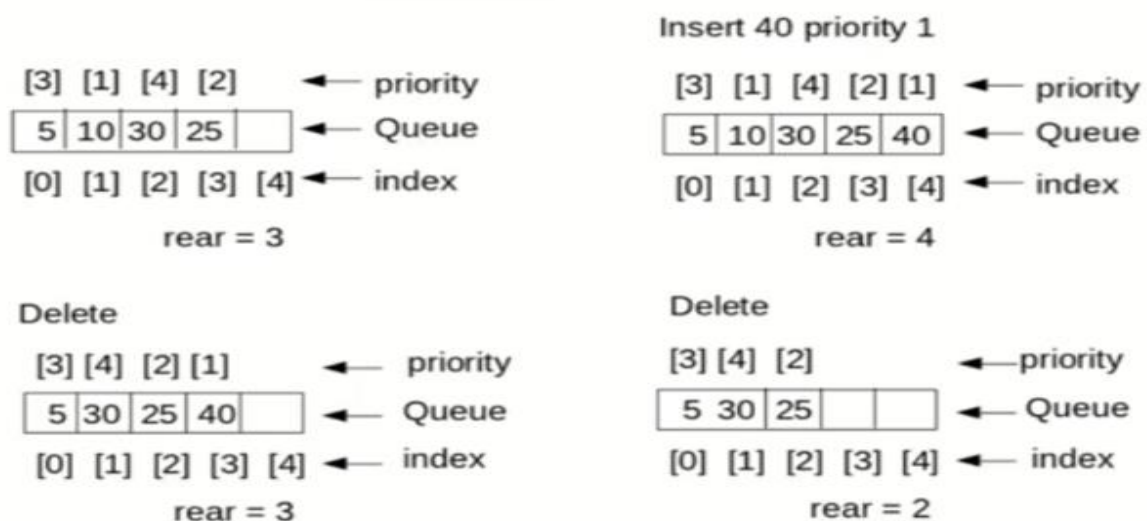 [3] [1] [4] [2] priority
5 10 30 25 Queue
[0] [1] [2] [3] [4] index
rear = 3
Insert 40 priority 1
[3] [1] [4] [2] [1] priority
5 10 30 25 40 Queue
[0] [1] [2] [3] [4] index
rear = 4
Delete
[3] [4] [2] [1] priority
5 30 25 40 Queue
[0] [1] [2] [3] [4] index
rear = 3
Delete
[3] [4] [2] priority
5 30 25 Queue
[0] [1] [2] [3] [4] index
rear = 2